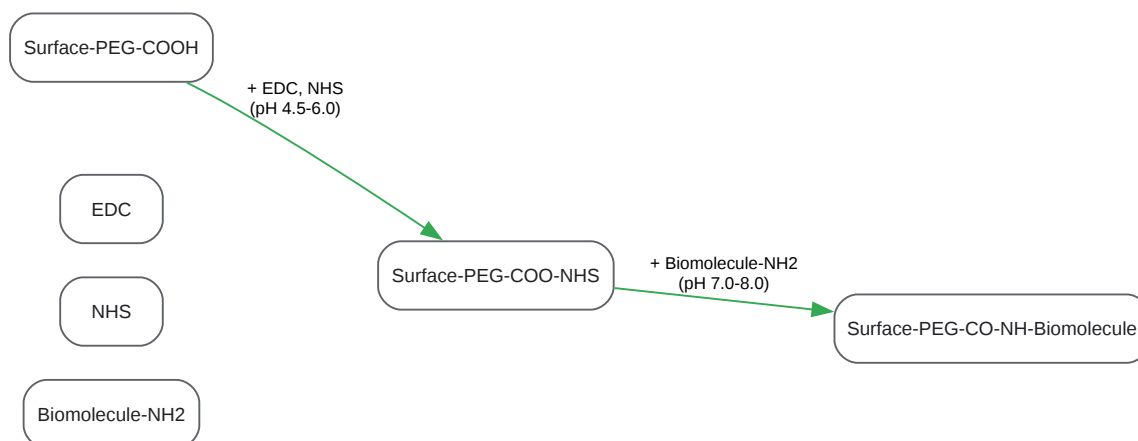 Surface-PEG-COOH
+ EDC, NHS
(pH 4.5-6.0)
EDC
Surface-PEG-COO-NHS
+ Biomolecule-NH2
(pH 7.0-8.0)
NHS
Surface-PEG-CO-NH-Biomolecule
Biomolecule-NH2